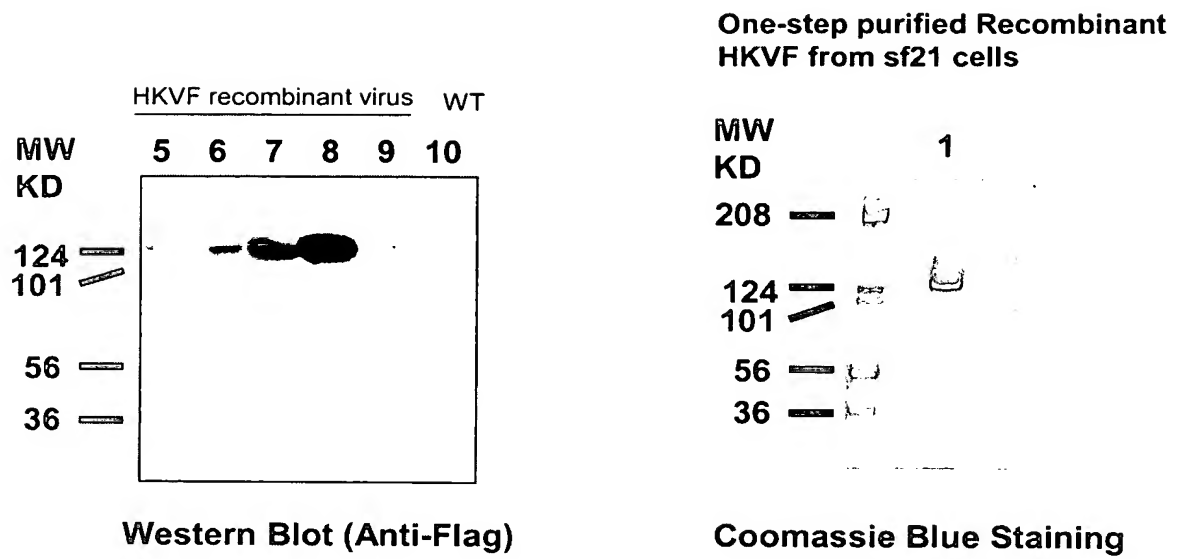 HKVF recombinant virus WT
MW 5 6 7 8 9 10
KD
124
101
56
36
Western Blot (Anti-Flag)
One-step purified Recombinant
HKVF from sf21 cells
MW 1
KD
208
124
101
56
36
Coomassie Blue Staining